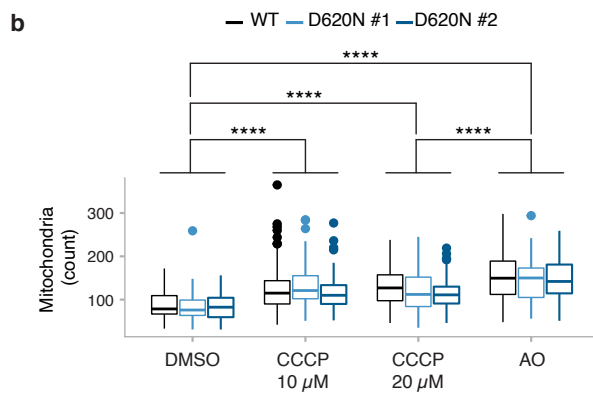 b
WT D620N #1 D620N #2
****
****
**** ****
Mitochondria
(count)
300
200
100
DMSO CCCP CCCP AO
10 µM 20 µM